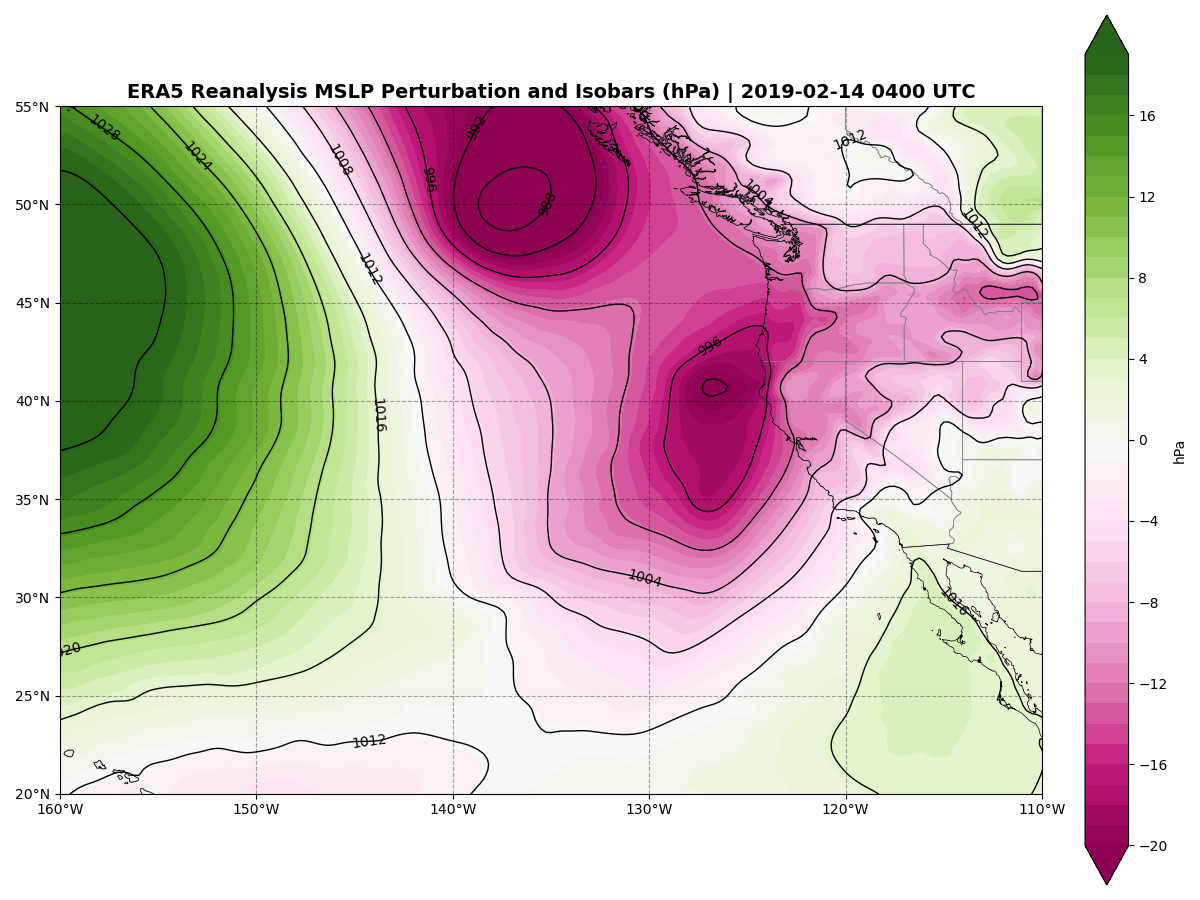 ERA5 Reanalysis MSLP Perturbation and Isobars (hPa) | 2019-02-14 0400 UTC
55°N
50°N
45°N
40°N
35°N
30°N
25°N
20°N
160°W 150°W 140°W 130°W 120°W 110°W
1028
1024
1008
992
996
988
1012
1004
1012
1012
1012
996
1016
1004
1016
020
1012
16
12
8
4
0
−4
−8
−12
−16
−20
hPa